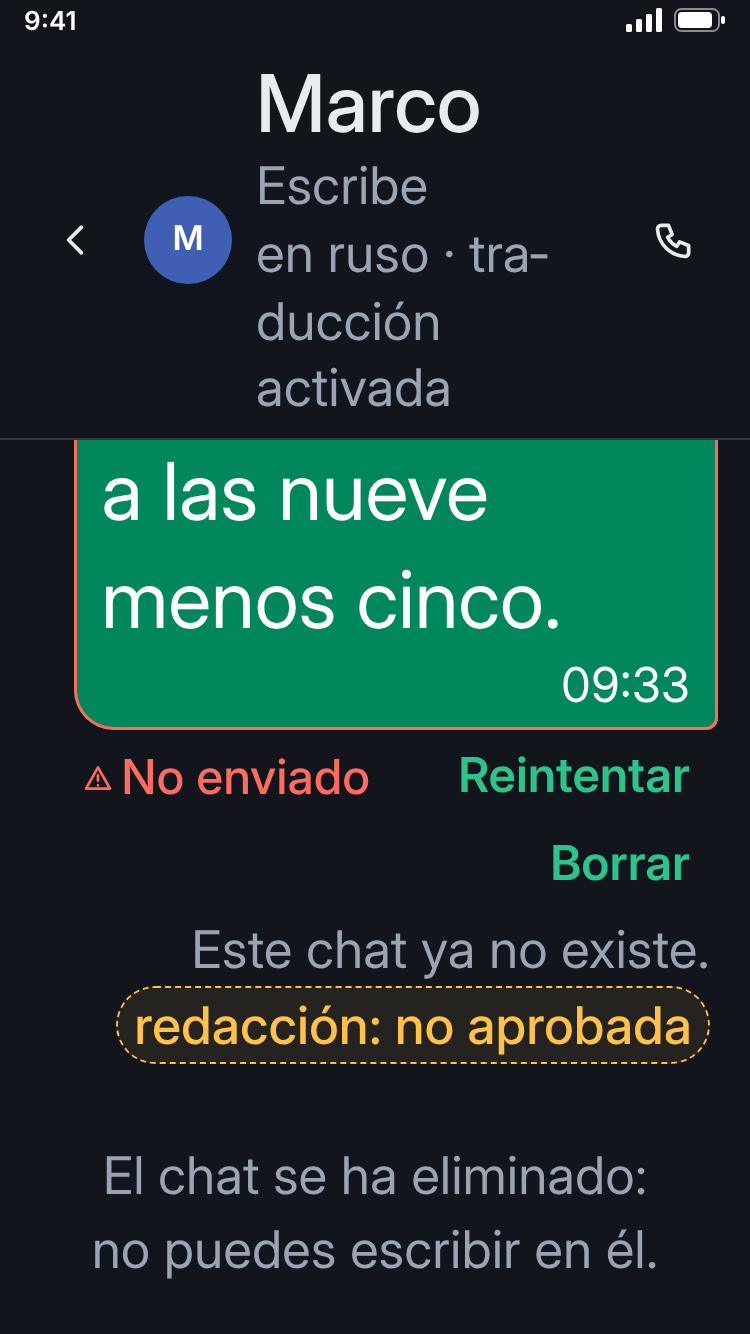 9:41
Marco
Escribe
en ruso · tra-
ducción
activada
M
a las nueve
menos cinco.
09:33
No enviado
Reintentar
Borrar
Este chat ya no existe.
redacción: no aprobada
El chat se ha eliminado:
no puedes escribir en él.